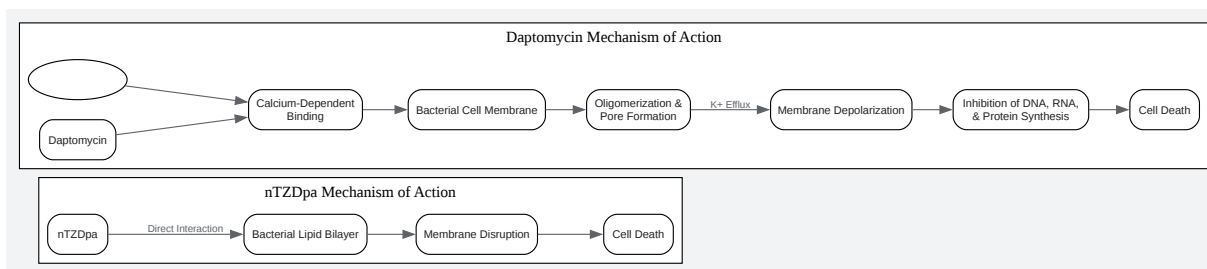 Daptomycin Mechanism of Action
Daptomycin
Calcium-Dependent
Binding
Bacterial Cell Membrane
Oligomerization &
Pore Formation
K+ Efflux
Membrane Depolarization
Inhibition of DNA, RNA,
& Protein Synthesis
Cell Death
nTZDpa Mechanism of Action
nTZDpa
Direct Interaction
Bacterial Lipid Bilayer
Membrane Disruption
Cell Death